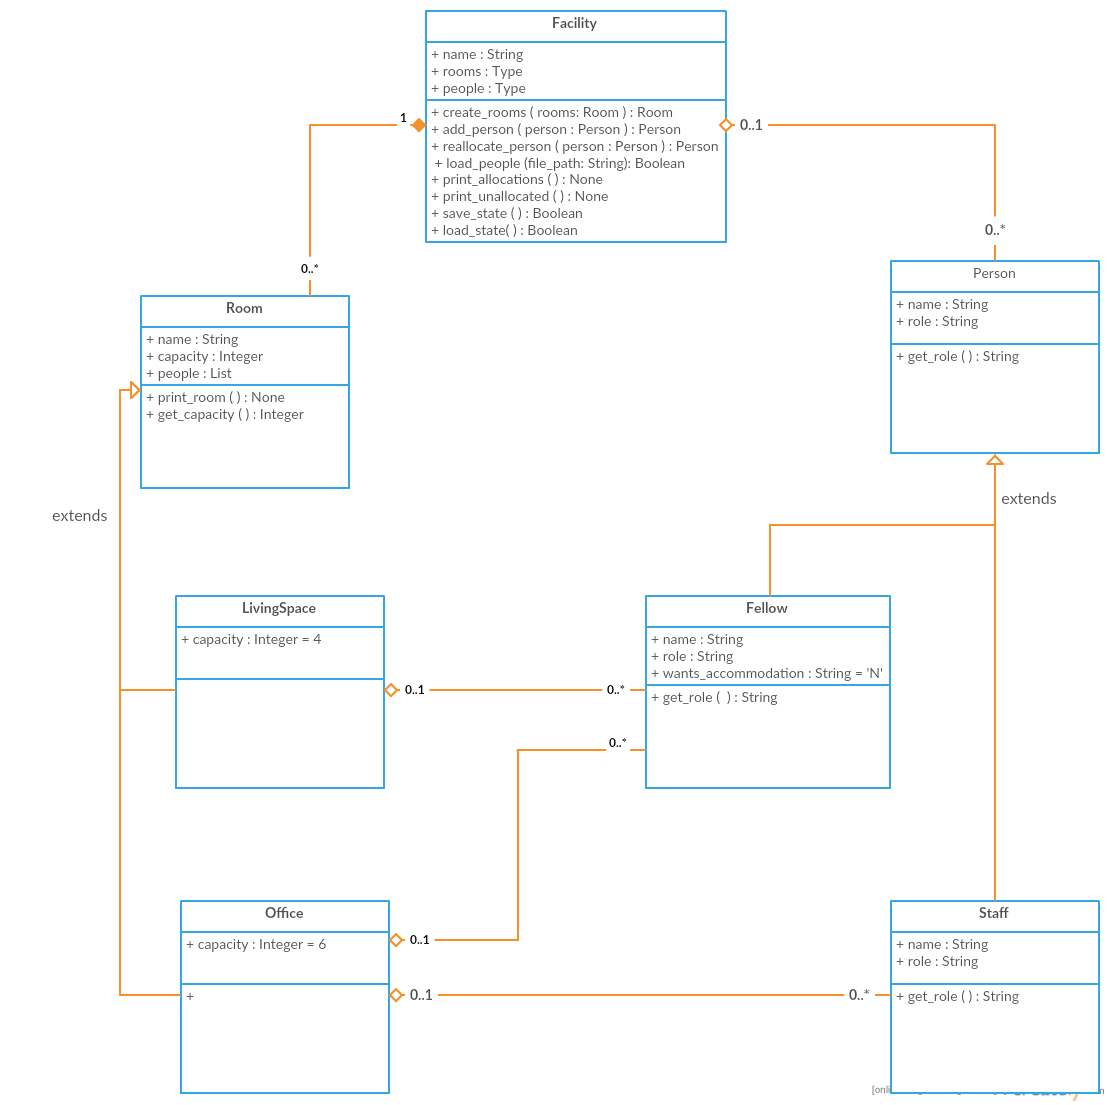 Facility
+ name : String
+ rooms : Type
+ people : Type
+ create_rooms ( rooms: Room ) : Room
+ add_person ( person : Person ) : Person
+ reallocate_person ( person : Person ) : Person
+ load_people (file_path: String): Boolean
+ print_allocations ( ) : None
+ print_unallocated ( ) : None
+ save_state ( ) : Boolean
+ load_state( ) : Boolean
1
0..1
0..*
0..*
Room
+ name : String
+ capacity : Integer
+ people : List
+ print_room ( ) : None
+ get_capacity ( ) : Integer
Person
+ name : String
+ role : String
+ get_role ( ) : String
extends
extends
LivingSpace
+ capacity : Integer = 4
0..1
0..*
Fellow
+ name : String
+ role : String
+ wants_accommodation : String = 'N'
+ get_role (  ) : String
0..*
Office
+ capacity : Integer = 6
+
0..1
0..1
0..*
Staff
+ name : String
+ role : String
+ get_role ( ) : String